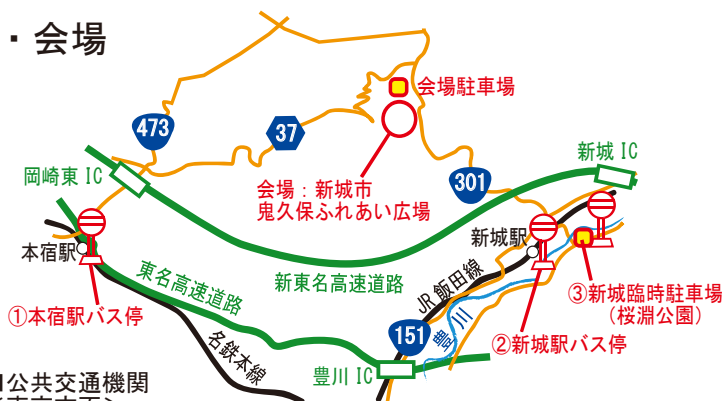 ・会場
473
37
会場駐車場
岡崎東 IC
会場：新城市
鬼久保ふれあい広場
301
新城 IC
本宿駅
新城駅
東名高速道路
新東名高速道路
JR 飯田線
①本宿駅バス停
名鉄本線
151
豊川
③新城臨時駐車場
（桜淵公園）
②新城駅バス停
豊川 IC
公共交通機関